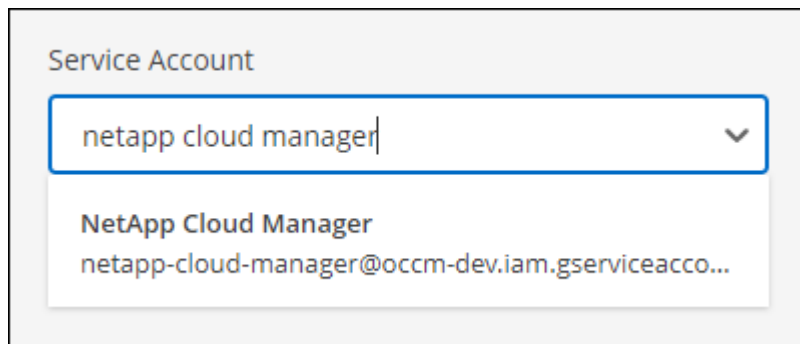 Service Account
netapp cloud manager
NetApp Cloud Manager
netapp-cloud-manager@occm-dev.iam.gserviceacco...